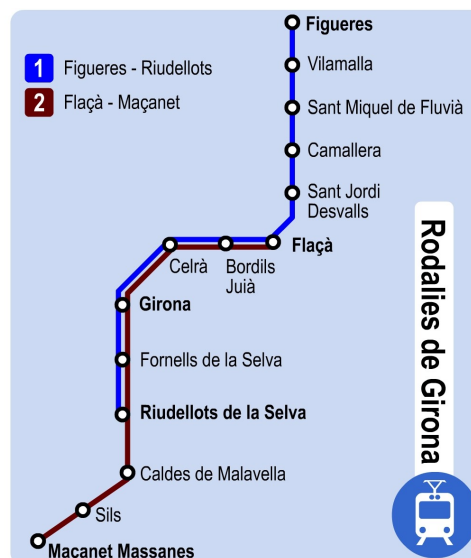 Figueres
1 Figueres - Riudellots
Vilamalla
2 Flaçà - Maçanet
Sant Miquel de Fluvià
Camallera
Sant Jordi
Desvalls
Flaçà
Celrà
Bordils
Juià
Girona
Fornells de la Selva
Riudellots de la Selva
Caldes de Malavella
Sils
Maçanet Massanes
Rodalies de Girona